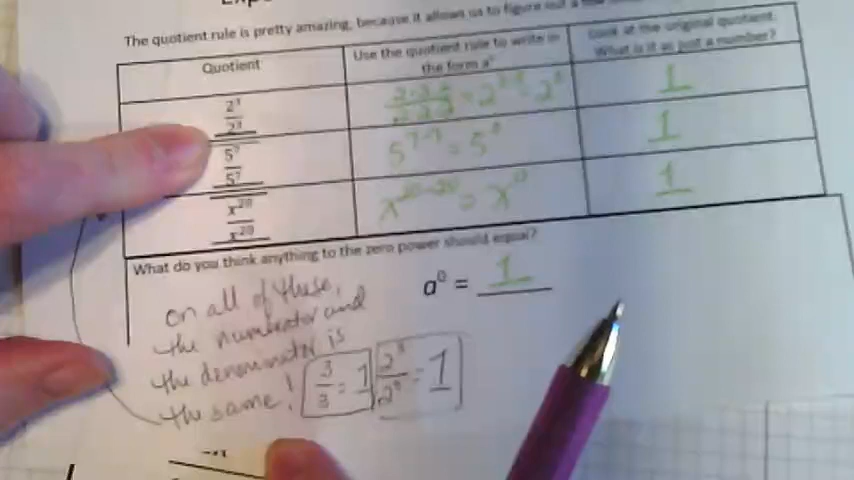 The quotient rule is pretty amazing, because it allows us to figure out a
Quotient
Use the quotient rule to write in
the form aⁿ
Look at the original quotient.
What is it as just a number?
2³/2³
2·2·2/2·2·2 = 2³⁻³ = 2⁰
1
5⁷/5⁷
5⁷⁻⁷ = 5⁰
1
x²⁰/x²⁰
x²⁰⁻²⁰ = x⁰
1
What do you think anything to the zero power should equal?
a⁰ = 1
on all of these,
the numerator and
the denominator is
the same!
3/3 = 1
= 1